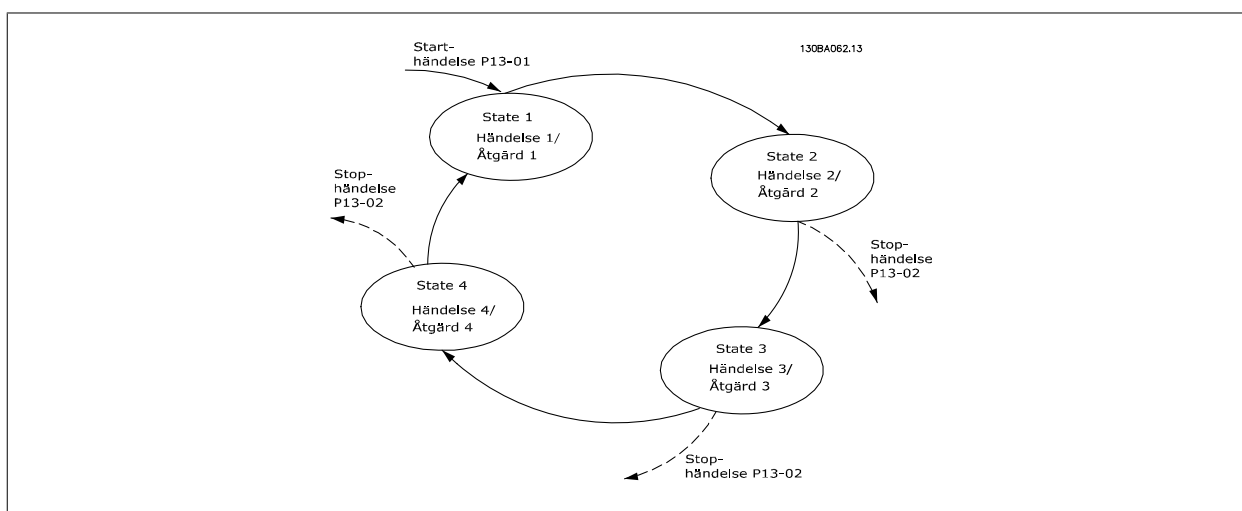 130BA062.13
Start-
händelse P13-01
State 1
Händelse 1/
Åtgärd 1
State 2
Händelse 2/
Åtgärd 2
Stop-
händelse
P13-02
Stop-
händelse
P13-02
State 4
Händelse 4/
Åtgärd 4
State 3
Händelse 3/
Åtgärd 3
Stop-
händelse P13-02